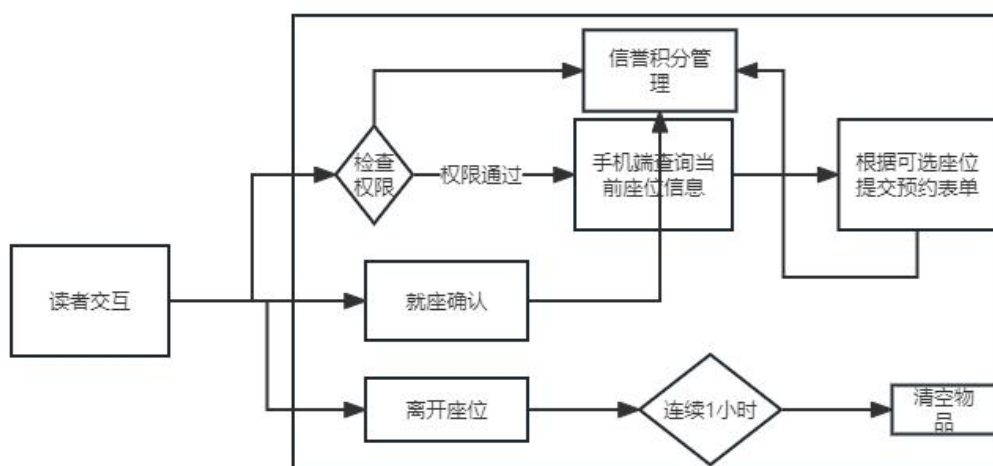 信誉积分管
理
检查
权限
权限通过
手机端查询当
前座位信息
根据可选座位
提交预约表单
读者交互
就座确认
离开座位
连续1小时
清空物
品